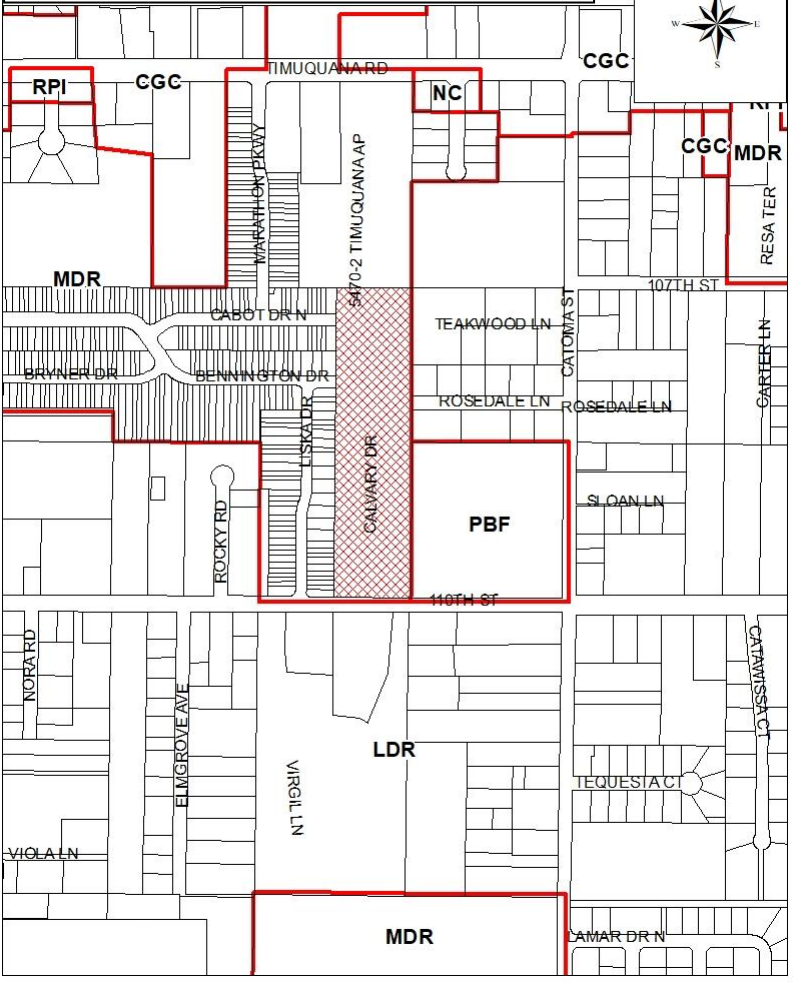 W
E
S
TIMUQUANA RD
CGC
RPI
CGC
NC
CGC
MDR
MARATHON PKWY
5470-2 TIMUQUANA AP
RESA TER
MDR
107TH ST
CABOT DR N
TEAKWOOD LN
CATOMA ST
CARTER LN
BRYNER DR
BENNINGTON DR
ROSEDALE LN
ROSEDALE LN
LISKA DR
CALVARY DR
SLOAN LN
PBF
ROCKY RD
110TH ST
NORA RD
CATAWISSA CT
ELMGROVE AVE
LDR
VIRGIL LN
TEQUESTA CT
VIOLA LN
MDR
LAMAR DR N